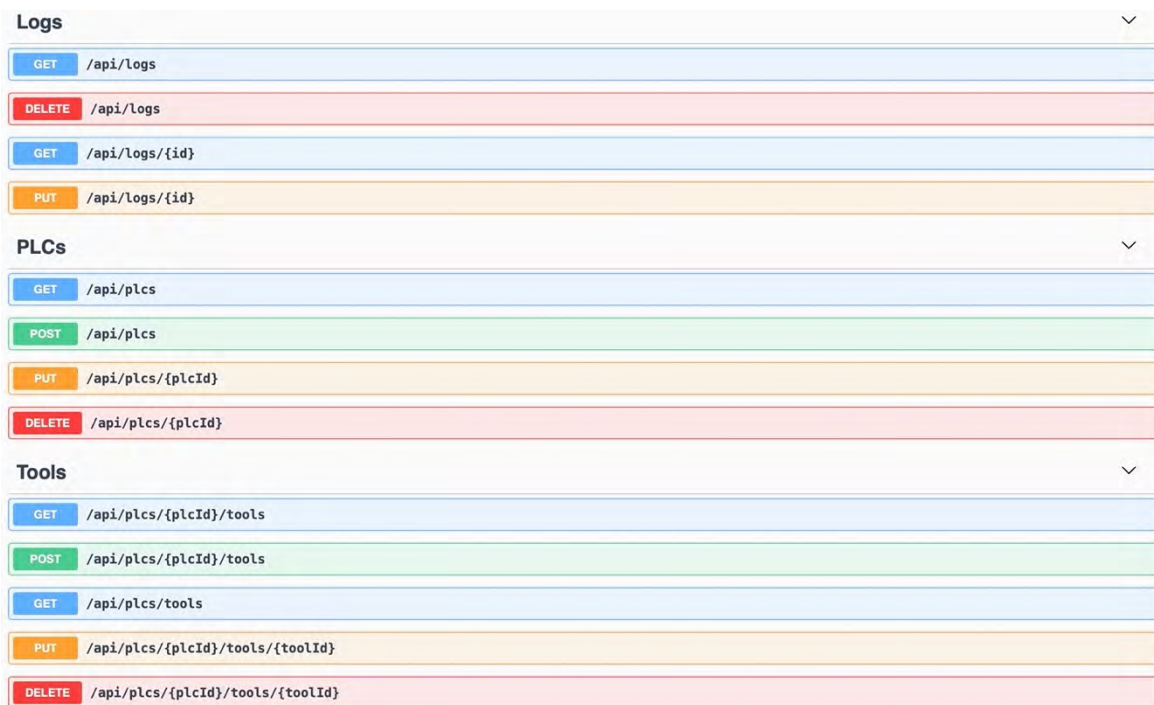 Logs
GET /api/logs
DELETE /api/logs
GET /api/logs/{id}
PUT /api/logs/{id}
PLCs
GET /api/plcs
POST /api/plcs
PUT /api/plcs/{plcId}
DELETE /api/plcs/{plcId}
Tools
GET /api/plcs/{plcId}/tools
POST /api/plcs/{plcId}/tools
GET /api/plcs/tools
PUT /api/plcs/{plcId}/tools/{toolId}
DELETE /api/plcs/{plcId}/tools/{toolId}